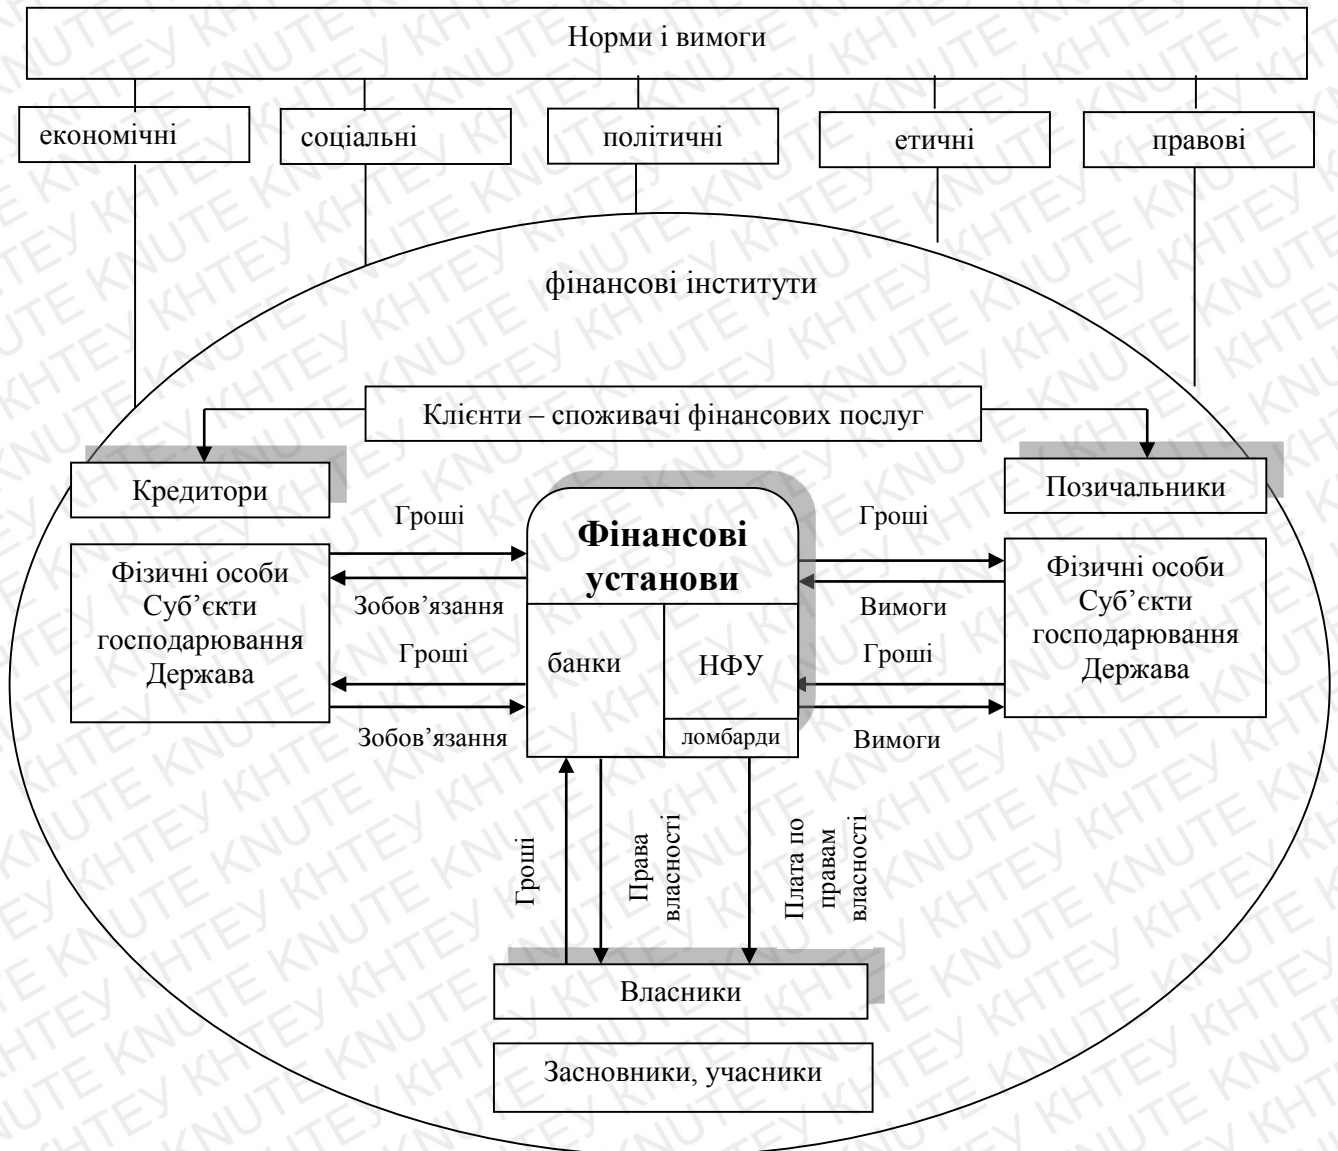 Норми і вимоги
економічні
соціальні
політичні
етичні
правові
фінансові інститути
Клієнти – споживачі фінансових послуг
Кредитори
Позичальники
Гроші
Фінансові
установи
Гроші
Фізичні особи
Суб’єкти
господарювання
Держава
Зобов’язання
Гроші
Зобов’язання
банки
НФУ
ломбарди
Вимоги
Гроші
Вимоги
Фізичні особи
Суб’єкти
господарювання
Держава
Гроші
Права
власності
Плата по
правам
власності
Власники
Засновники, учасники
KNUTE КНТЕУ